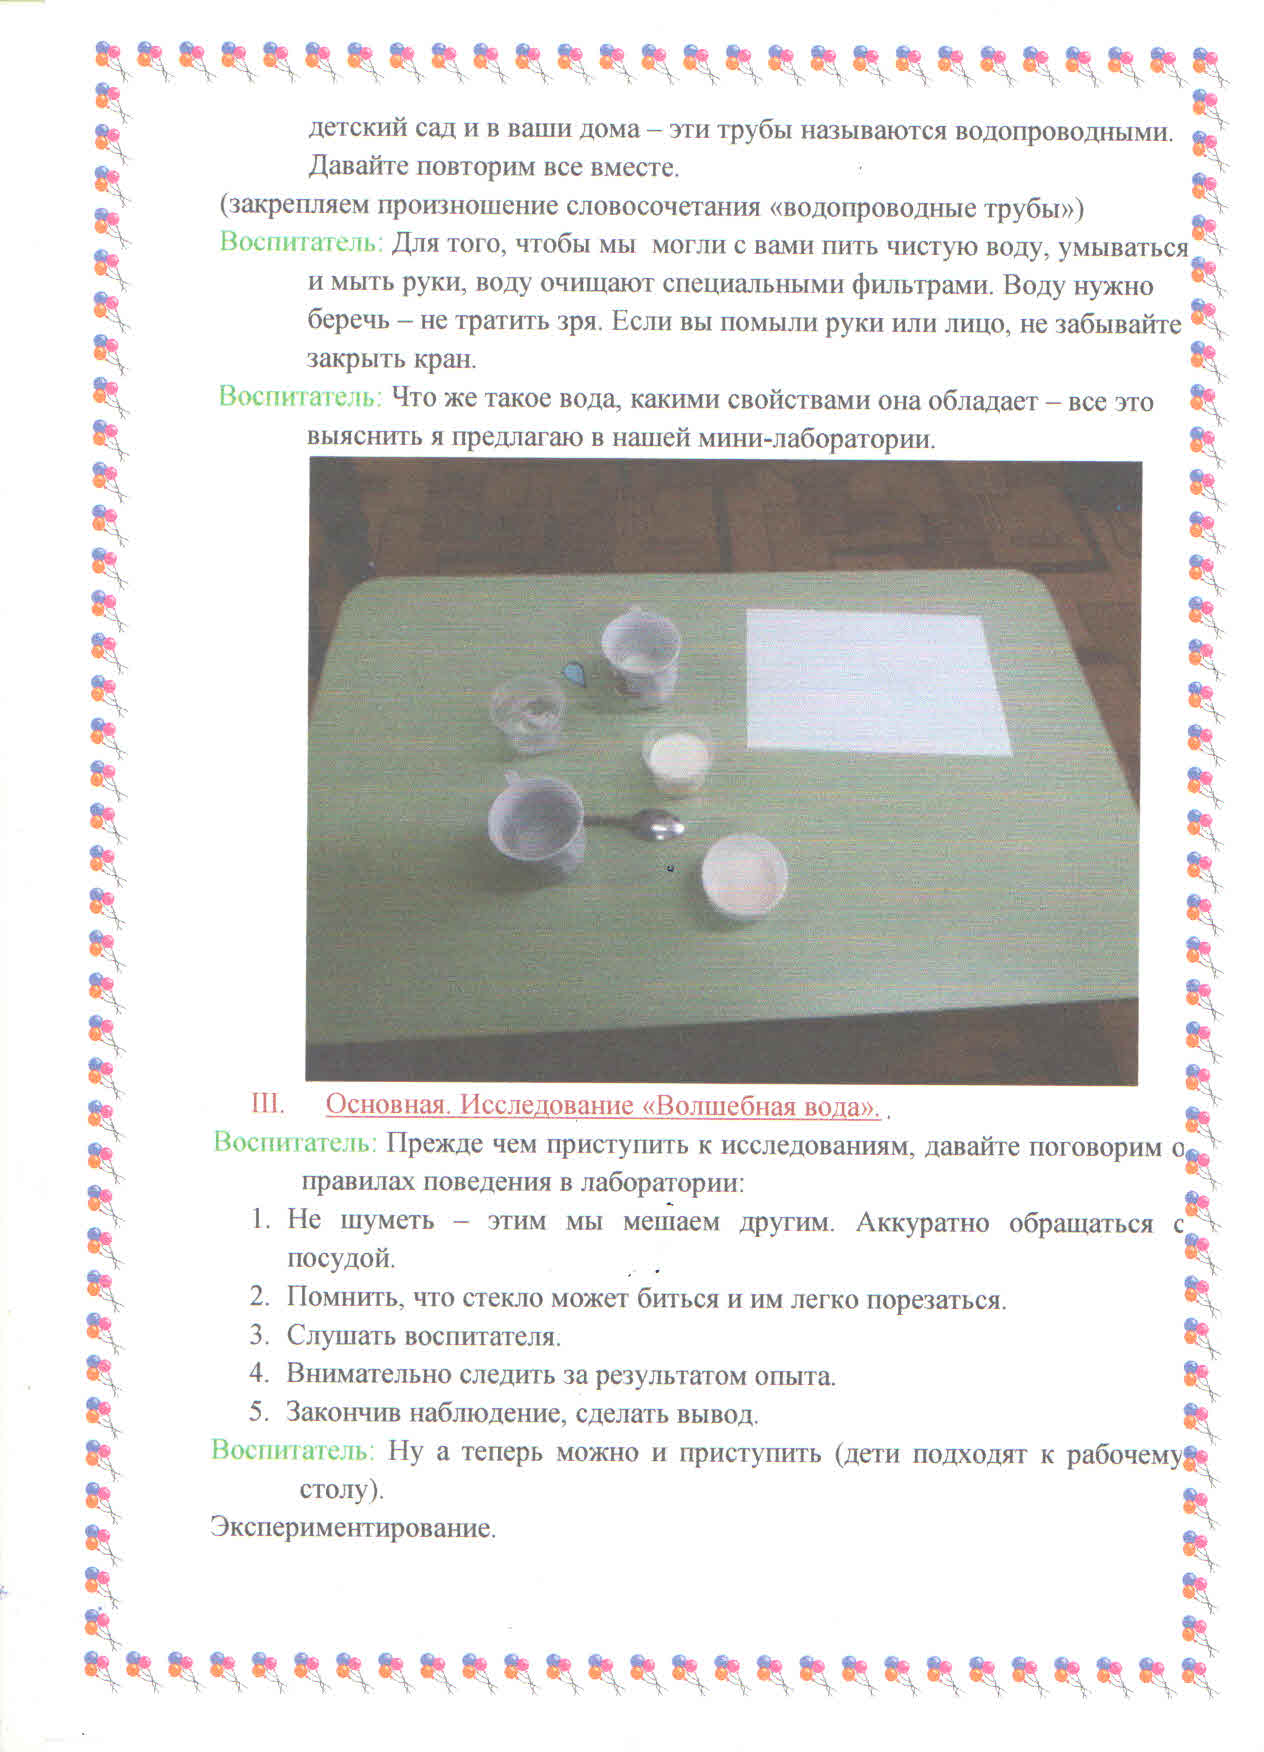 детский сад и в ваши дома – эти трубы называются водопроводными.
Давайте повторим все вместе.
(закрепляем произношение словосочетания «водопроводные трубы»)
Воспитатель: Для того, чтобы мы могли с вами пить чистую воду, умываться
и мыть руки, воду очищают специальными фильтрами. Воду нужно
беречь – не тратить зря. Если вы помыли руки или лицо, не забывайте
закрыть кран.
Воспитатель: Что же такое вода, какими свойствами она обладает – все это
выяснить я предлагаю в нашей мини-лаборатории.
III. Основная. Исследование «Волшебная вода». .
Воспитатель: Прежде чем приступить к исследованиям, давайте поговорим о
правилах поведения в лаборатории:
1. Не шуметь – этим мы мешаем другим. Аккуратно обращаться с
посудой.
2. Помнить, что стекло может биться и им легко порезаться.
3. Слушать воспитателя.
4. Внимательно следить за результатом опыта.
5. Закончив наблюдение, сделать вывод.
Воспитатель: Ну а теперь можно и приступить (дети подходят к рабочему
столу).
Экспериментирование.